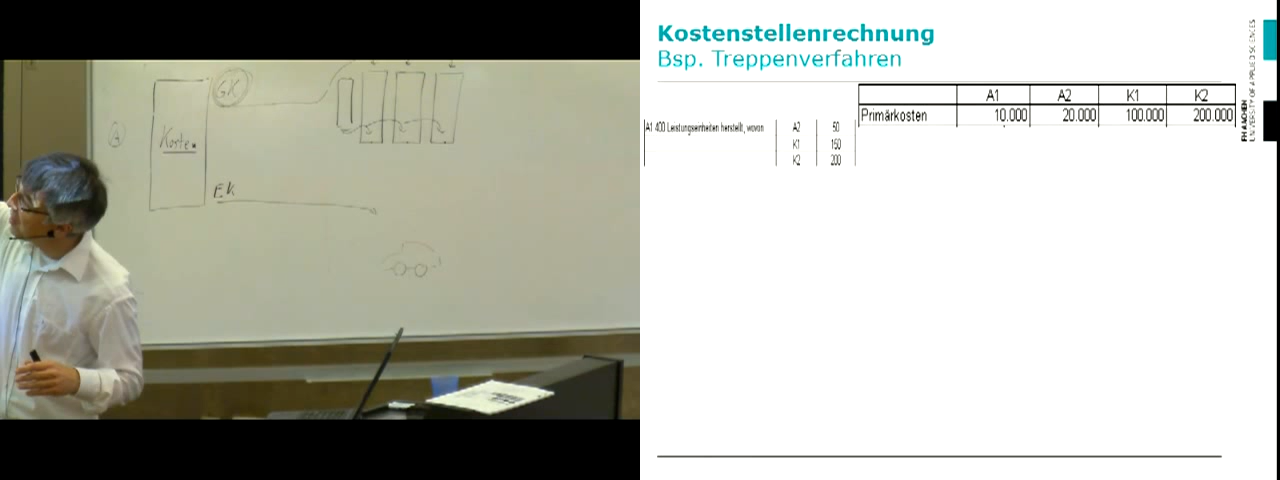 GK
Ⓐ
Kosten
EK
Kostenstellenrechnung
Bsp. Treppenverfahren
A1 A2 K1 K2
Primärkosten 10.000 20.000 100.000 200.000
A1 400 Leistungseinheiten herstellt, wovon A2 50
K1 150
K2 200
FH AACHEN
UNIVERSITY OF APPLIED SCIENCES